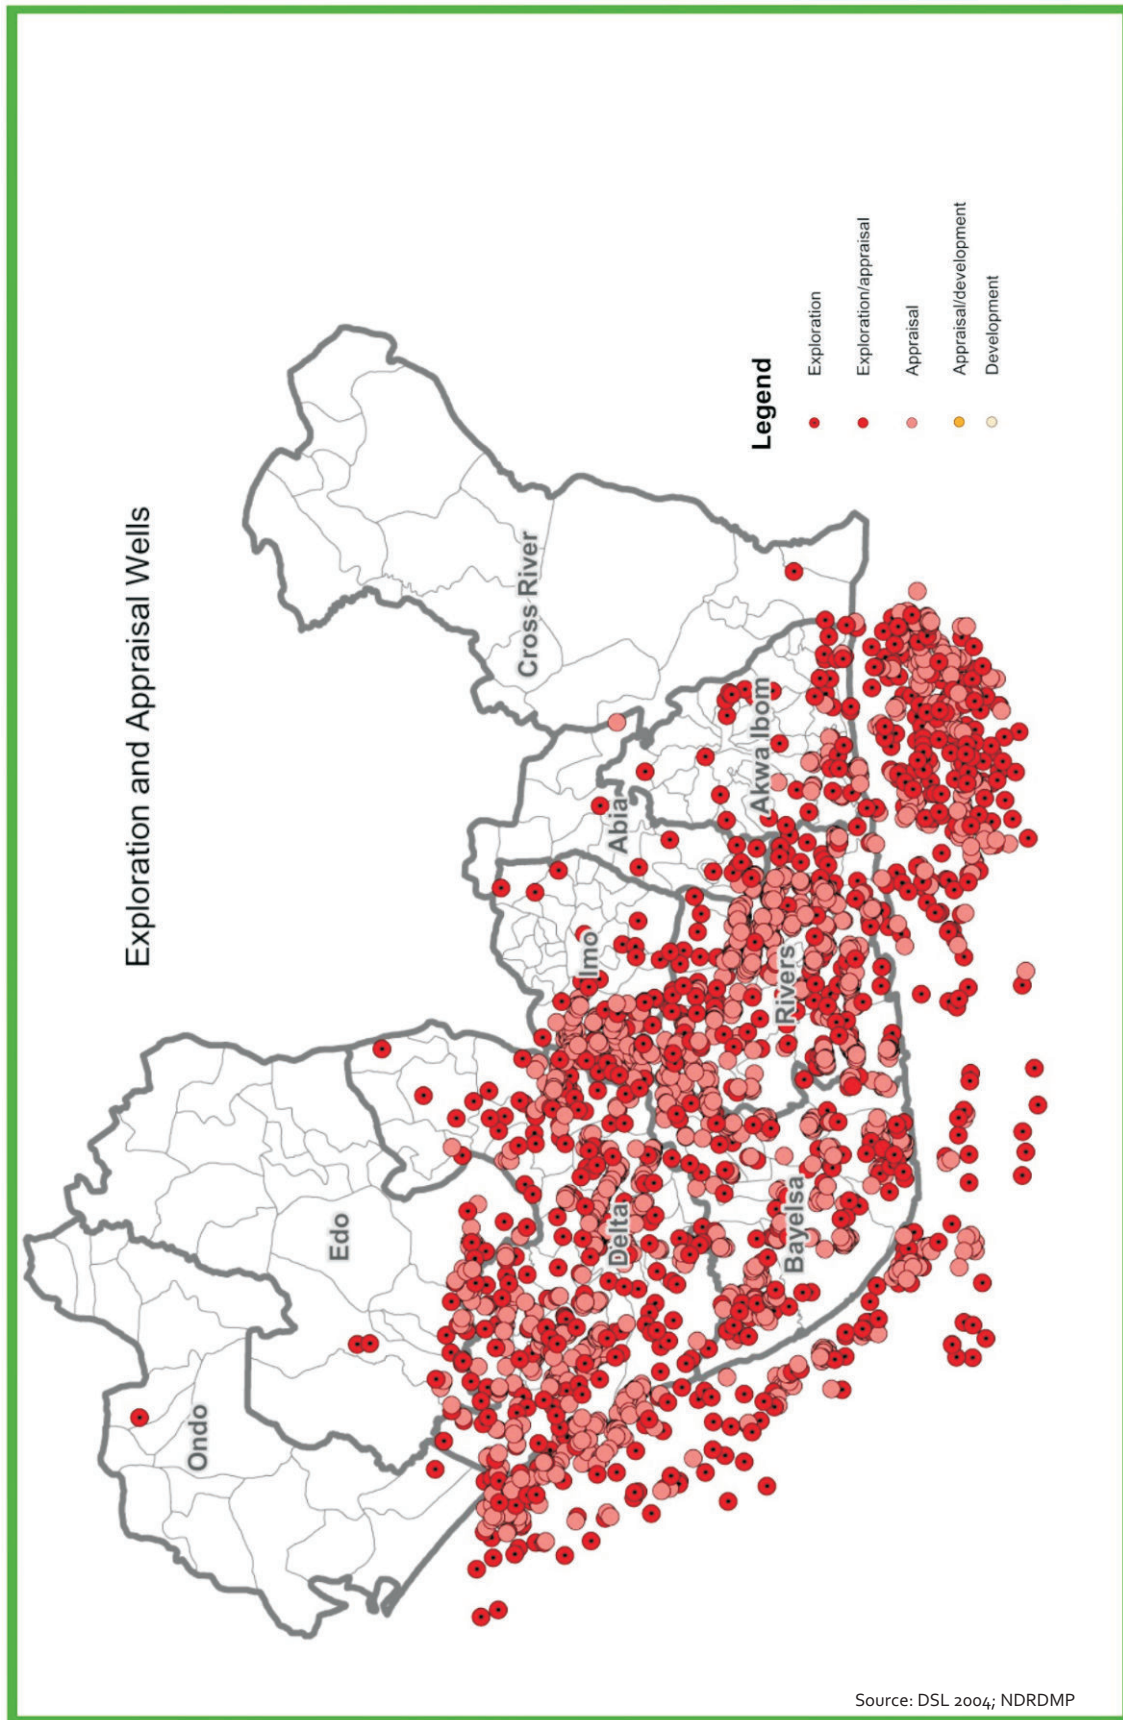 Exploration and Appraisal Wells
Ondo
Edo
Cross River
Imo
Abia
Delta
Akwa Ibom
Bayelsa
Rivers
Legend
Exploration
Exploration/appraisal
Appraisal
Appraisal/development
Development
Source: DSL 2004; NDRDMP